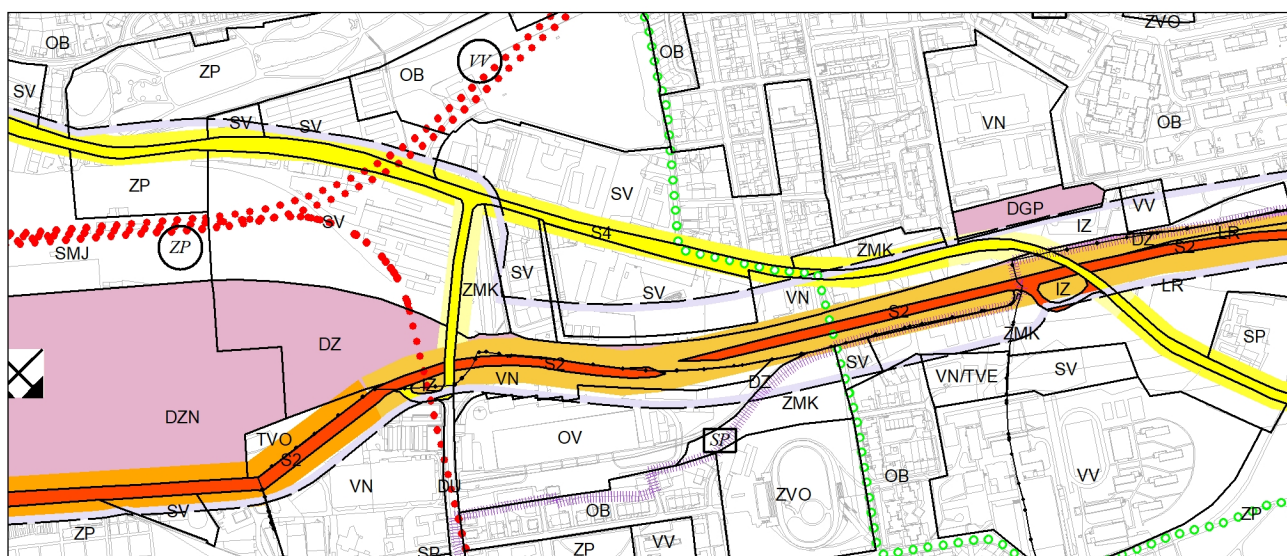 OB
ZP
OB
VV
OB
ZVO
SV
SV
SV
VN
OB
ZP
SV
SV
DGP
VV
IZ
SMJ
ZP
S4
ZMK
DZ
S2
LR
ZMK
SV
SV
VN
S2
IZ
LR
DZ
S2
VN
DZ
SV
ZMK
VN/TVE
SV
SP
DZN
IZ
ZMK
TVO
OV
SP
S2
VN
DU
ZVO
OB
VV
SV
ZP
OB
ZP
SP
ZP
VV